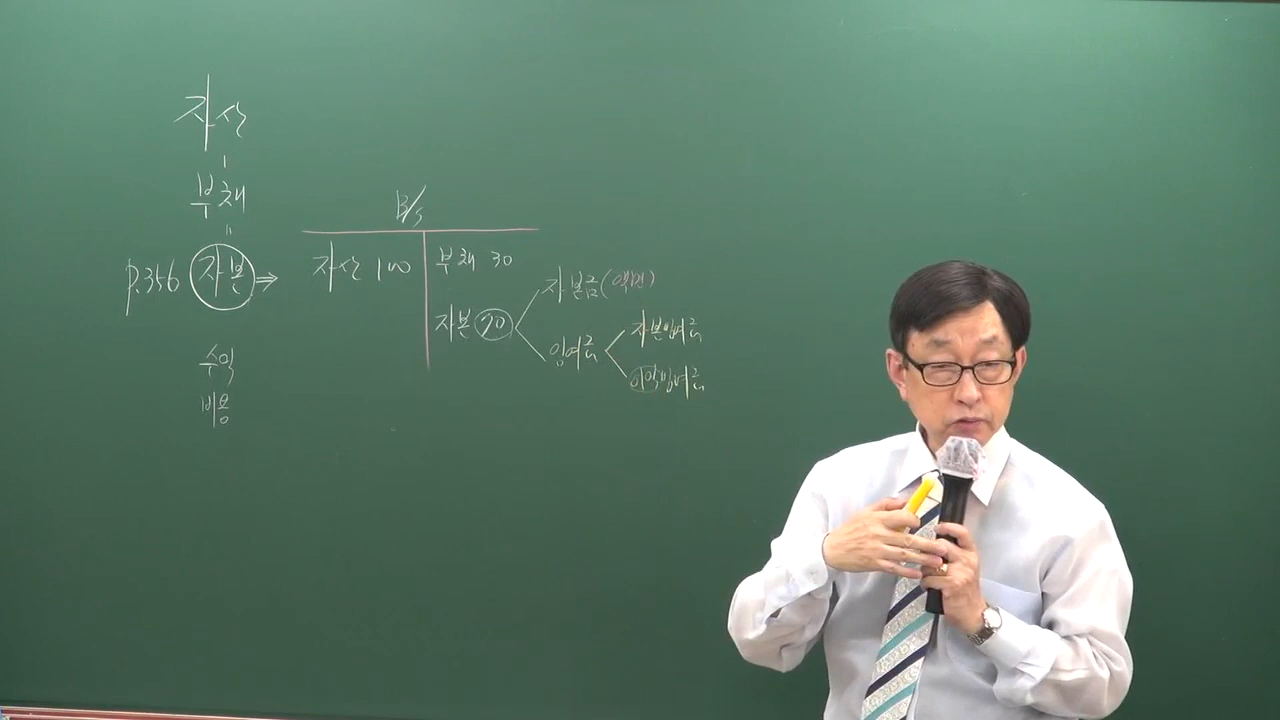 자산
부채
p.356 자본 ⇒
수익
비용
B/S
자산 100
부채 30
자본 70
자본금(액면)
잉여금
자본잉여금
이익잉여금